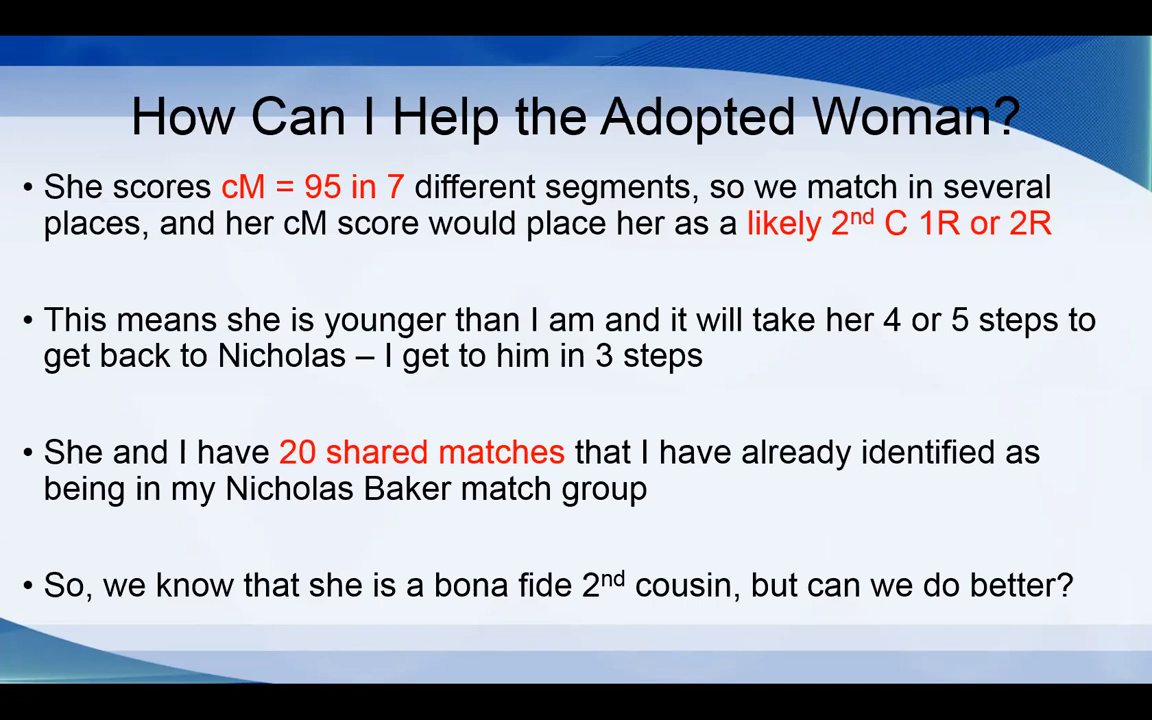 How Can I Help the Adopted Woman?
• She scores cM = 95 in 7 different segments, so we match in several
places, and her cM score would place her as a likely 2nd C 1R or 2R
• This means she is younger than I am and it will take her 4 or 5 steps to
get back to Nicholas – I get to him in 3 steps
• She and I have 20 shared matches that I have already identified as
being in my Nicholas Baker match group
• So, we know that she is a bona fide 2nd cousin, but can we do better?